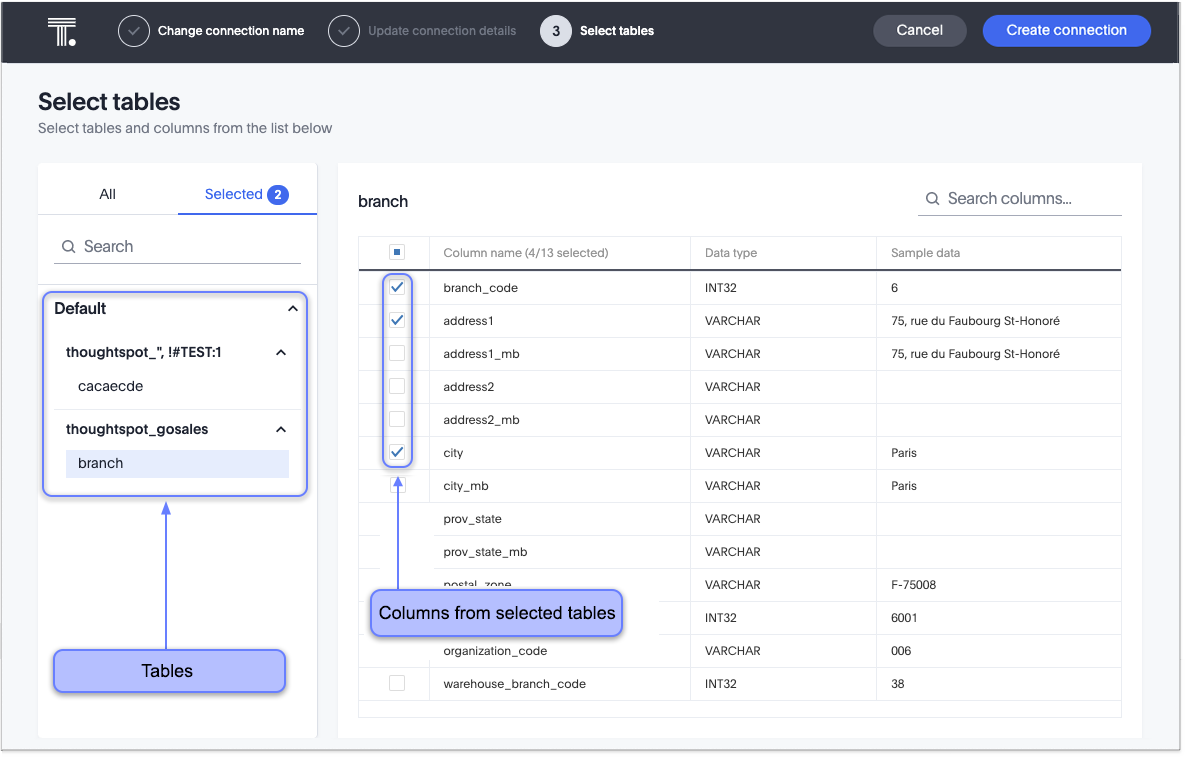 T.
Change connection name
Update connection details
3
Select tables
Cancel
Create connection
Select tables
Select tables and columns from the list below
All
Selected 2
Search
Default
thoughtspot_", !#TEST:1
cacaecde
thoughtspot_gosales
branch
Tables
branch
Search columns...
Column name (4/13 selected) Data type Sample data
branch_code INT32 6
address1 VARCHAR 75, rue du Faubourg St-Honoré
address1_mb VARCHAR 75, rue du Faubourg St-Honoré
address2 VARCHAR
address2_mb VARCHAR
city VARCHAR Paris
city_mb VARCHAR Paris
prov_state VARCHAR
prov_state_mb VARCHAR
postal_zone VARCHAR F-75008
Columns from selected tables
INT32 6001
organization_code VARCHAR 006
warehouse_branch_code INT32 38